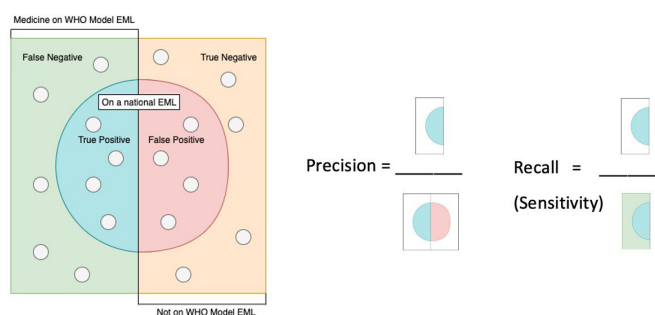 Medicine on WHO Model EML
False Negative
True Negative
On a national EML
True Positive
False Positive
Not on WHO Model EML
Precision =
Recall =
(Sensitivity)